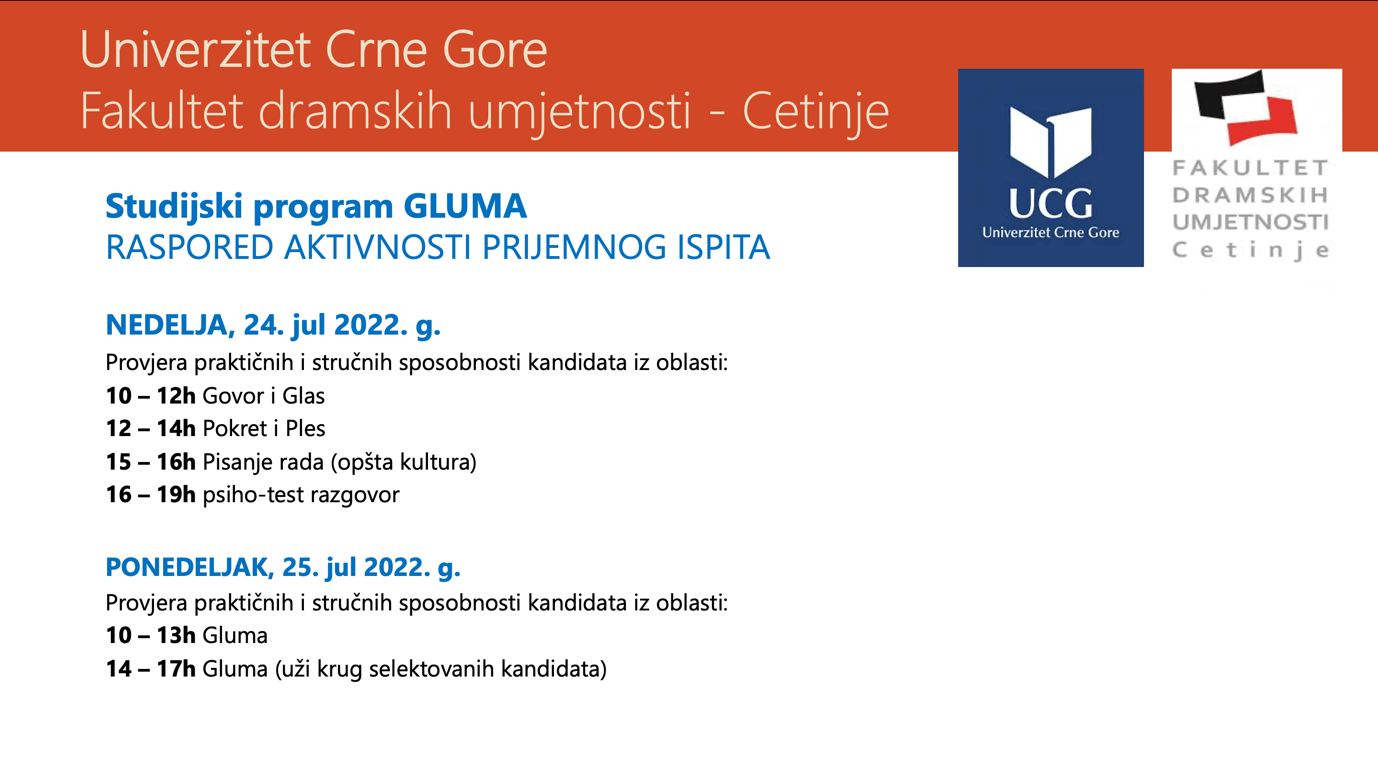 Univerzitet Crne Gore
Fakultet dramskih umjetnosti - Cetinje
UCG
Univerzitet Crne Gore
FAKULTET
DRAMSKIH
UMJETNOSTI
Cetinje
Studijski program GLUMA
RASPORED AKTIVNOSTI PRIJEMNOG ISPITA
NEDELJA, 24. jul 2022. g.
Provjera praktičnih i stručnih sposobnosti kandidata iz oblasti:
10 – 12h Govor i Glas
12 – 14h Pokret i Ples
15 – 16h Pisanje rada (opšta kultura)
16 – 19h psiho-test razgovor
PONEDELJAK, 25. jul 2022. g.
Provjera praktičnih i stručnih sposobnosti kandidata iz oblasti:
10 – 13h Gluma
14 – 17h Gluma (uži krug selektovanih kandidata)